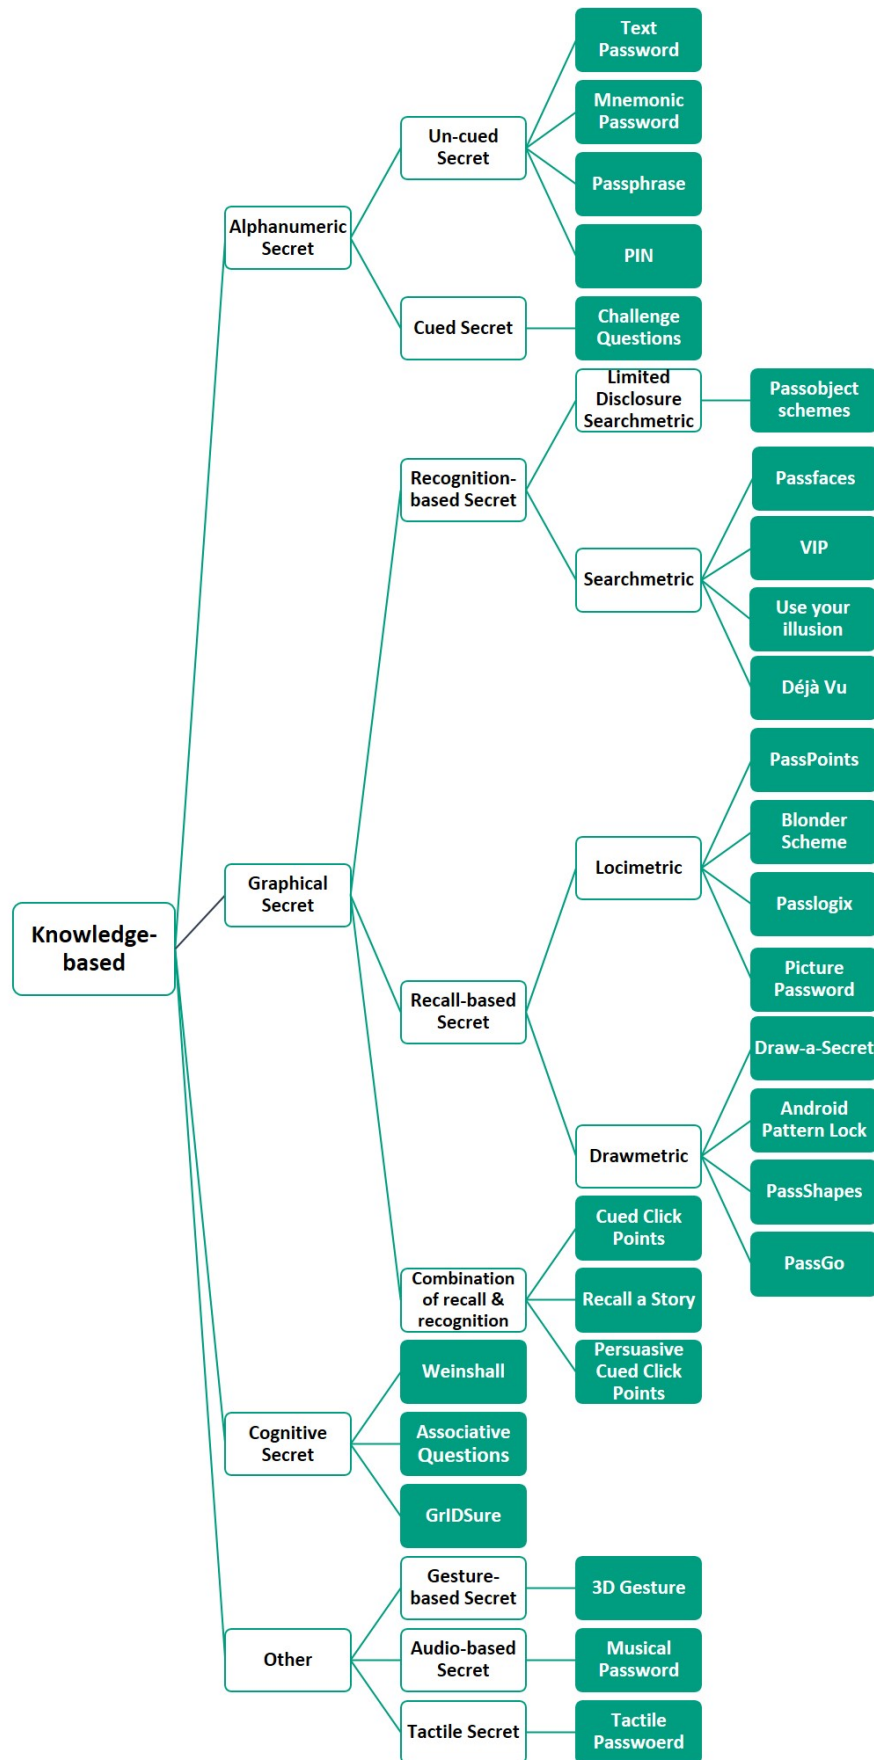 Text
Password
Mnemonic
Password
Un-cued
Secret
Passphrase
Alphanumeric
Secret
PIN
Cued Secret
Challenge
Questions
Limited
Disclosure
Searchmetric
Passobject
schemes
Recognition-
based Secret
Passfaces
VIP
Searchmetric
Use your
illusion
Déjà Vu
PassPoints
Blonder
Scheme
Locimetric
Graphical
Secret
Passlogix
Knowledge-
based
Picture
Password
Recall-based
Secret
Draw-a-Secret
Android
Pattern Lock
Drawmetric
PassShapes
Cued Click
Points
PassGo
Combination
of recall &
recognition
Recall a Story
Persuasive
Cued Click
Points
Weinshall
Cognitive
Secret
Associative
Questions
GrIDSure
Gesture-
based Secret
3D Gesture
Other
Audio-based
Secret
Musical
Password
Tactile Secret
Tactile
Passwoerd